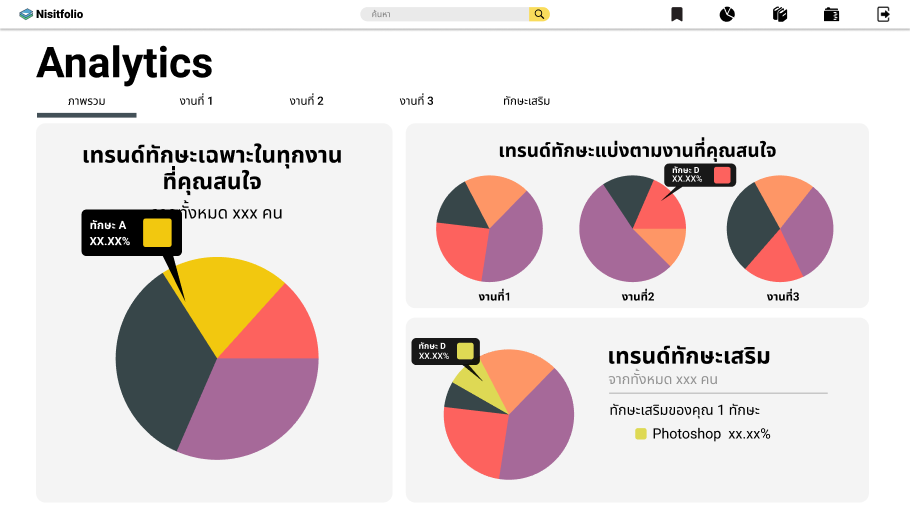 Nisitfolio
ค้นหา
Analytics
ภาพรวม
งานที่ 1
งานที่ 2
งานที่ 3
ทักษะเสริม
เทรนด์ทักษะเฉพาะในทุกงาน
ที่คุณสนใจ
จากทั้งหมด xxx คน
ทักษะ A
XX.XX%
เทรนด์ทักษะแบ่งตามงานที่คุณสนใจ
ทักษะ D
XX.XX%
งานที่1
งานที่2
งานที่3
ทักษะ D
XX.XX%
เทรนด์ทักษะเสริม
จากทั้งหมด xxx คน
ทักษะเสริมของคุณ 1 ทักษะ
Photoshop xx.xx%